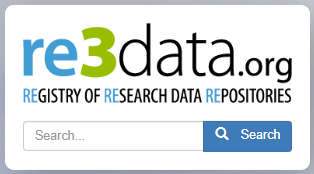 re3data.org
REGISTRY OF RESEARCH DATA REPOSITORIES
Search... Search